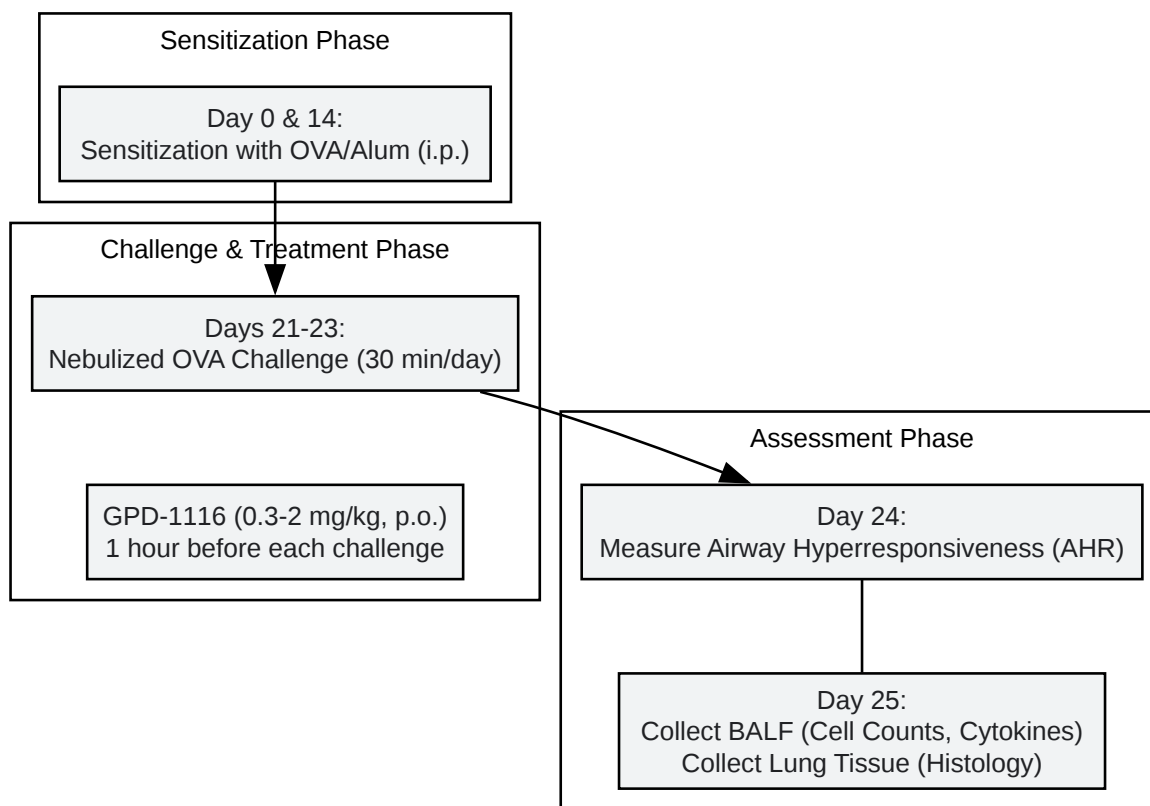 Sensitization Phase
Day 0 & 14:
Sensitization with OVA/Alum (i.p.)
Challenge & Treatment Phase
Days 21-23:
Nebulized OVA Challenge (30 min/day)
GPD-1116 (0.3-2 mg/kg, p.o.)
1 hour before each challenge
Assessment Phase
Day 24:
Measure Airway Hyperresponsiveness (AHR)
Day 25:
Collect BALF (Cell Counts, Cytokines)
Collect Lung Tissue (Histology)